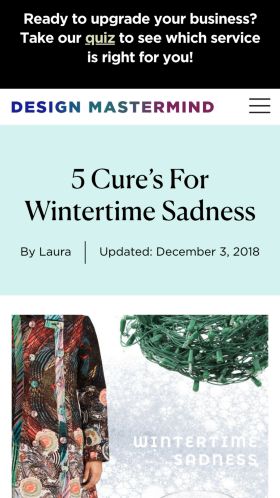 Ready to upgrade your business?
Take our quiz to see which service
is right for you!
DESIGN MASTERMIND
5 Cure's For
Wintertime Sadness
By Laura
Updated: December 3, 2018
WINTERTIME
SADNESS